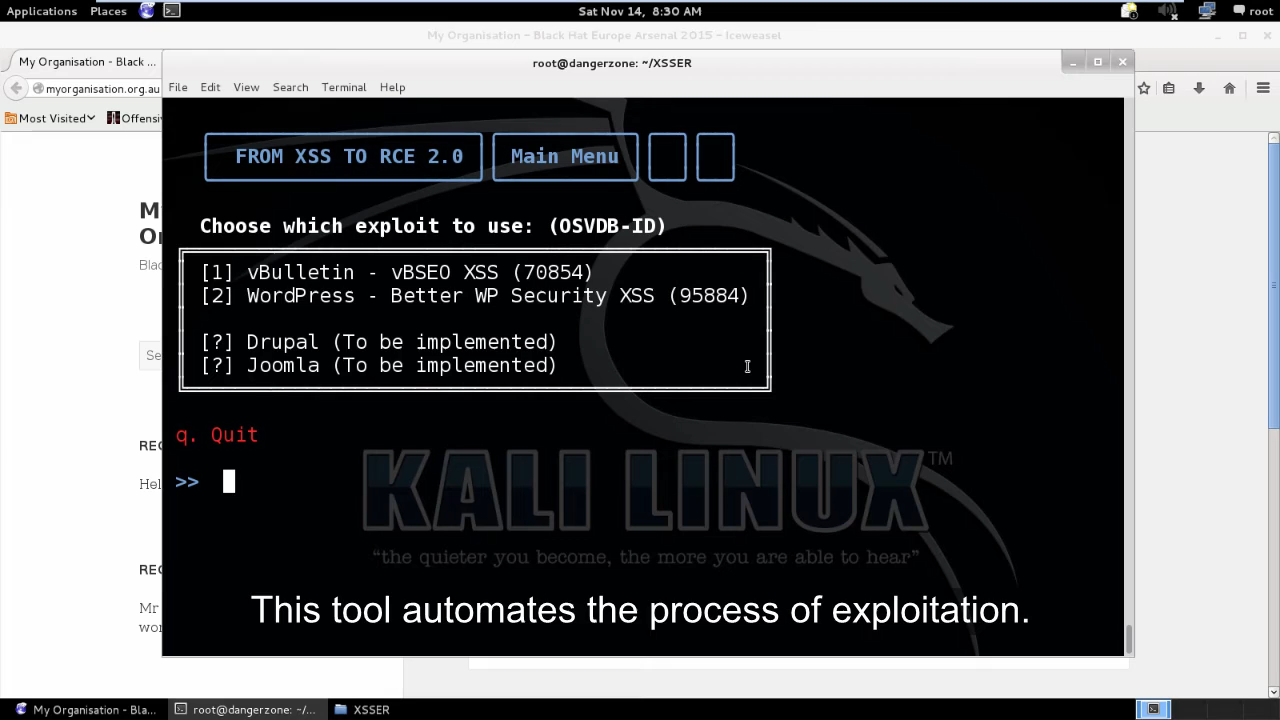 Applications Places Sat Nov 14, 8:30 AM root
My Organisation - Black Hat Europe Arsenal 2015 - Iceweasel
My Organisation - Black ...
root@dangerzone: ~/XSSER
myorganisation.org.au
File Edit View Search Terminal Help
Most Visited Offensiv
FROM XSS TO RCE 2.0 Main Menu
Choose which exploit to use: (OSVDB-ID)
[1] vBulletin - vBSEO XSS (70854)
[2] WordPress - Better WP Security XSS (95884)
[?] Drupal (To be implemented)
[?] Joomla (To be implemented)
q. Quit
>>
KALI LINUX™
“the quieter you become, the more you are able to hear”
This tool automates the process of exploitation.
My Organisation - Bla... root@dangerzone: ~/... XSSER